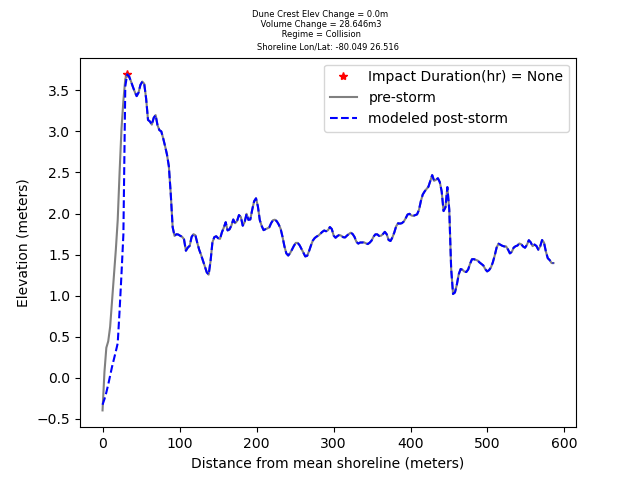 Dune Crest Elev Change = 0.0m
Volume Change = 28.646m3
Regime = Collision
Shoreline Lon/Lat: -80.049 26.516
Impact Duration(hr) = None
pre-storm
modeled post-storm
Elevation (meters)
3.5
3.0
2.5
2.0
1.5
1.0
0.5
0.0
−0.5
0
100
200
300
400
500
600
Distance from mean shoreline (meters)